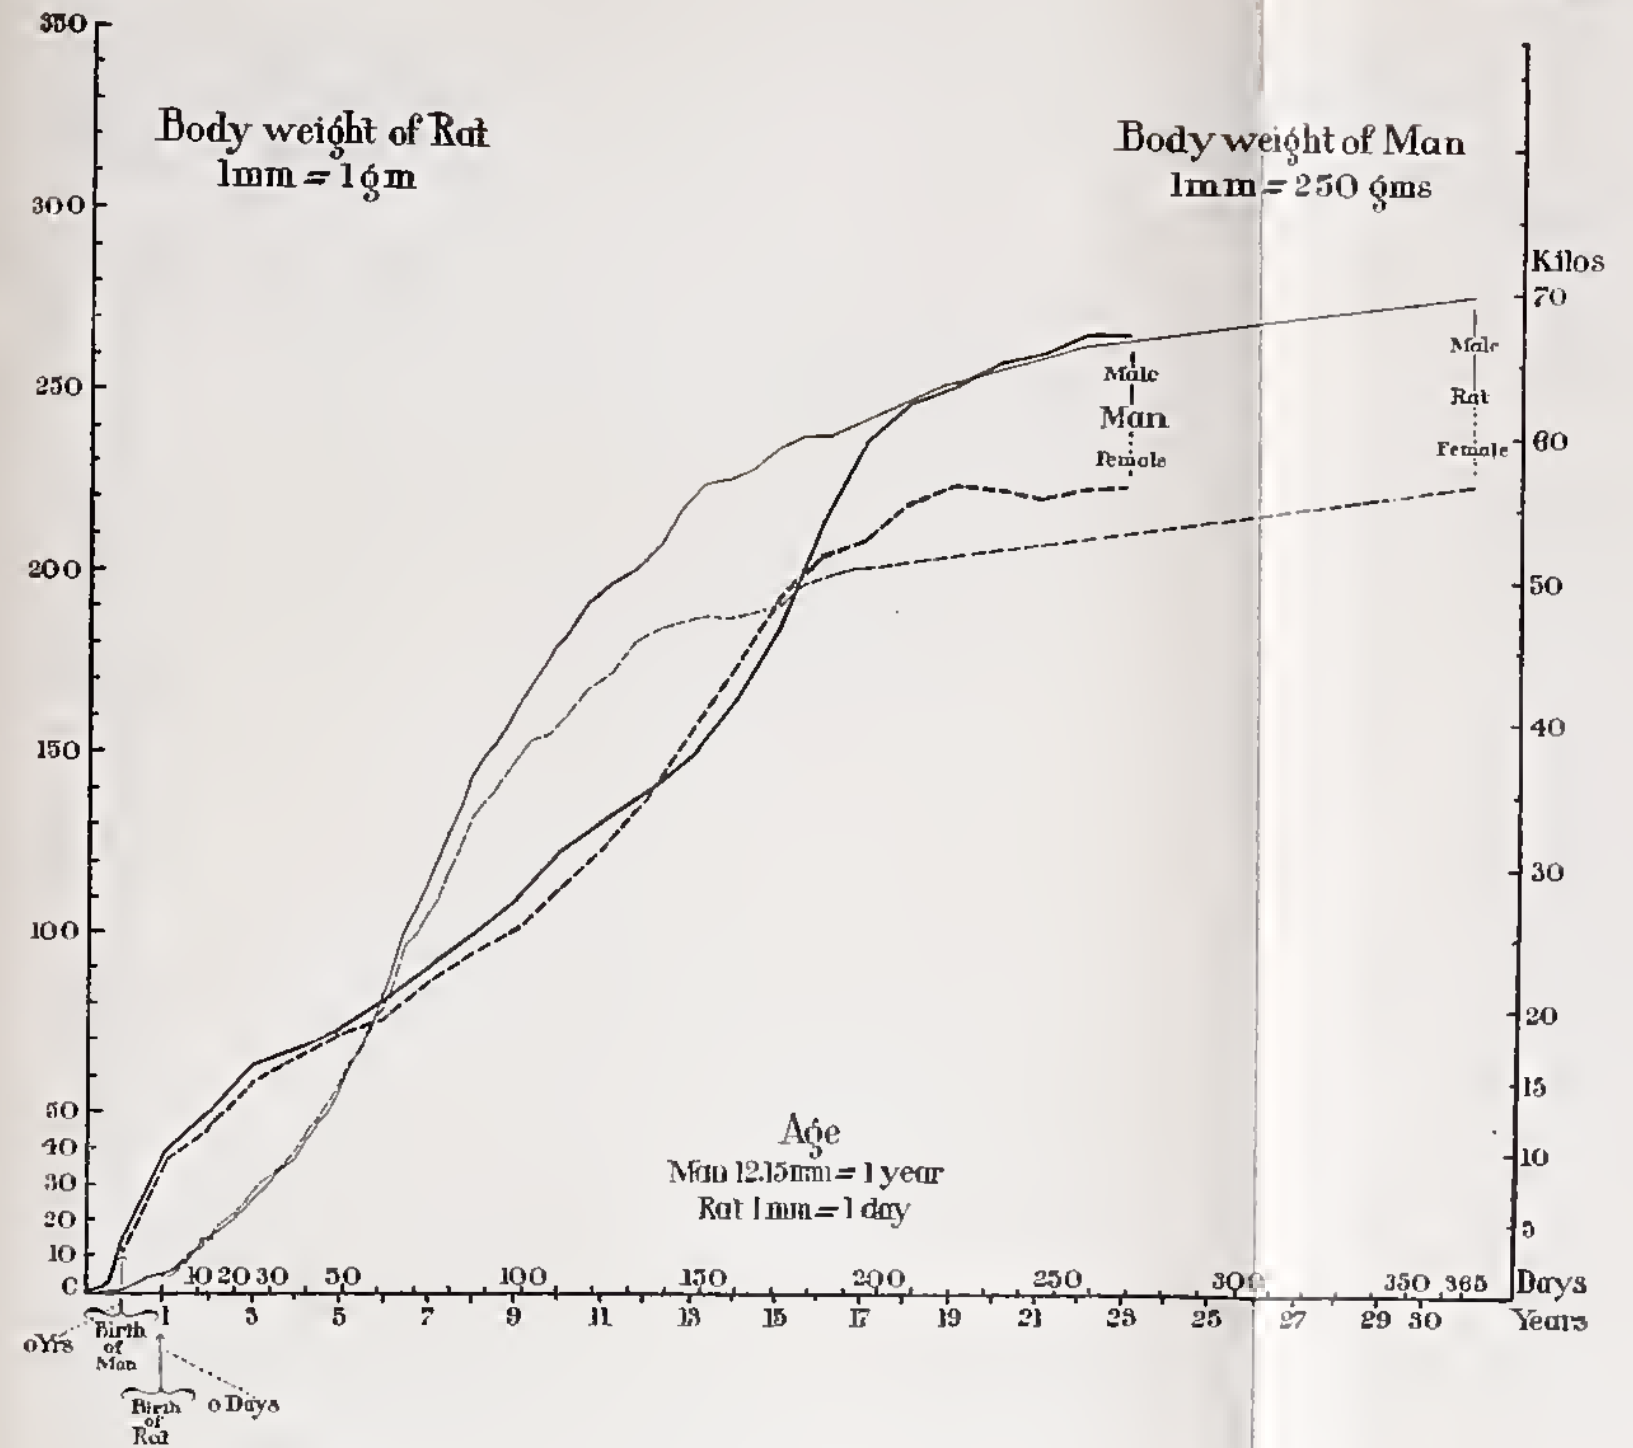 350
300
250
200
150
100
50
40
30
20
10
0
Body weight of Rat
1mm = 1gm
Body weight of Man
1mm = 250 gms
Kilos
70
60
50
40
30
20
15
10
5
Male
Man
Female
Male
Rat
Female
Age
Man 12.15mm = 1 year
Rat 1mm = 1 day
10 20 30 50 100 150 200 250 300 350 365 Days
1 3 5 7 9 11 13 15 17 19 21 23 25 27 29 30 Years
0 Yrs
Birth
of
Man
0 Days
Birth
of
Rat